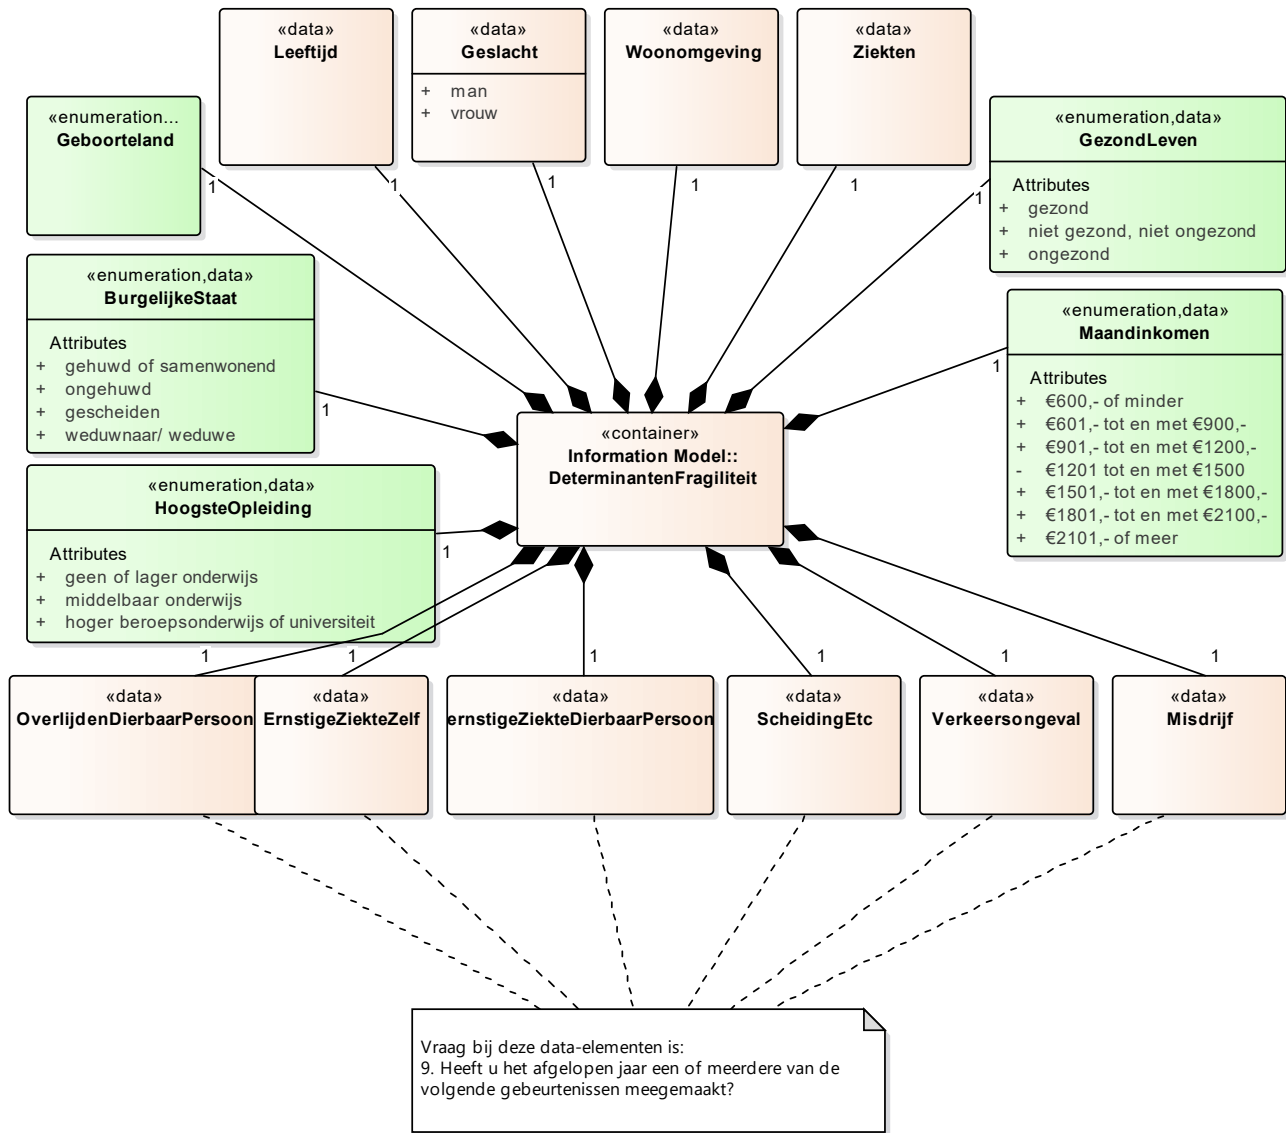 «data»
Leeftijd
«data»
Geslacht
+ man
+ vrouw
«data»
Woonomgeving
«data»
Ziekten
«enumeration...
Geboorteland
«enumeration,data»
GezondLeven
Attributes
+ gezond
+ niet gezond, niet ongezond
+ ongezond
1
1
1
1
1
1
«enumeration,data»
BurgelijkeStaat
Attributes
+ gehuwd of samenwonend
+ ongehuwd
+ gescheiden
+ weduwnaar/ weduwe
1
«enumeration,data»
Maandinkomen
Attributes
+ €600,- of minder
+ €601,- tot en met €900,-
+ €901,- tot en met €1200,-
- €1201 tot en met €1500
+ €1501,- tot en met €1800,-
+ €1801,- tot en met €2100,-
+ €2101,- of meer
1
«container»
Information Model::
DeterminantenFragiliteit
«enumeration,data»
HoogsteOpleiding
Attributes
+ geen of lager onderwijs
+ middelbaar onderwijs
+ hoger beroepsonderwijs of universiteit
1
1
1
1
1
1
1
«data»
OverlijdenDierbaarPersoon
«data»
ErnstigeZiekteZelf
«data»
ernstigeZiekteDierbaarPersoon
«data»
ScheidingEtc
«data»
Verkeersongeval
«data»
Misdrijf
Vraag bij deze data-elementen is:
9. Heeft u het afgelopen jaar een of meerdere van de
volgende gebeurtenissen meegemaakt?